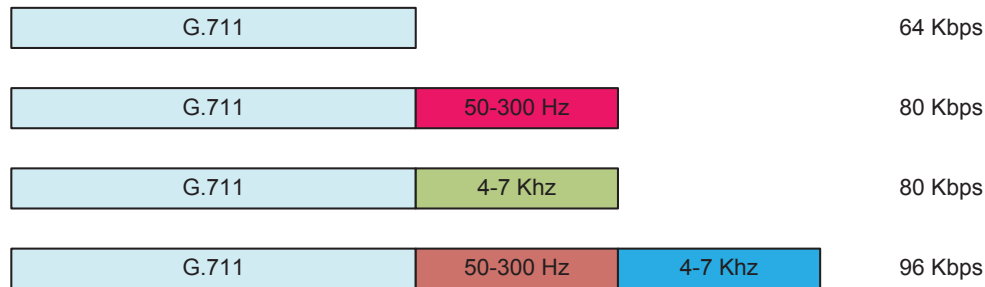 G.711 64 Kbps
G.711 50-300 Hz 80 Kbps
G.711 4-7 Khz 80 Kbps
G.711 50-300 Hz 4-7 Khz 96 Kbps